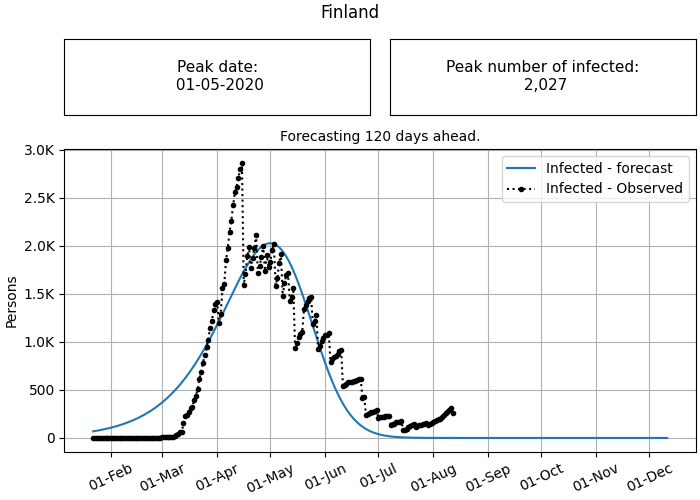 Finland
Peak date:
01-05-2020
Peak number of infected:
2,027
Forecasting 120 days ahead.
3.0K
2.5K
2.0K
1.5K
1.0K
500
0
Persons
Infected - forecast
Infected - Observed
01-Feb
01-Mar
01-Apr
01-May
01-Jun
01-Jul
01-Aug
01-Sep
01-Oct
01-Nov
01-Dec